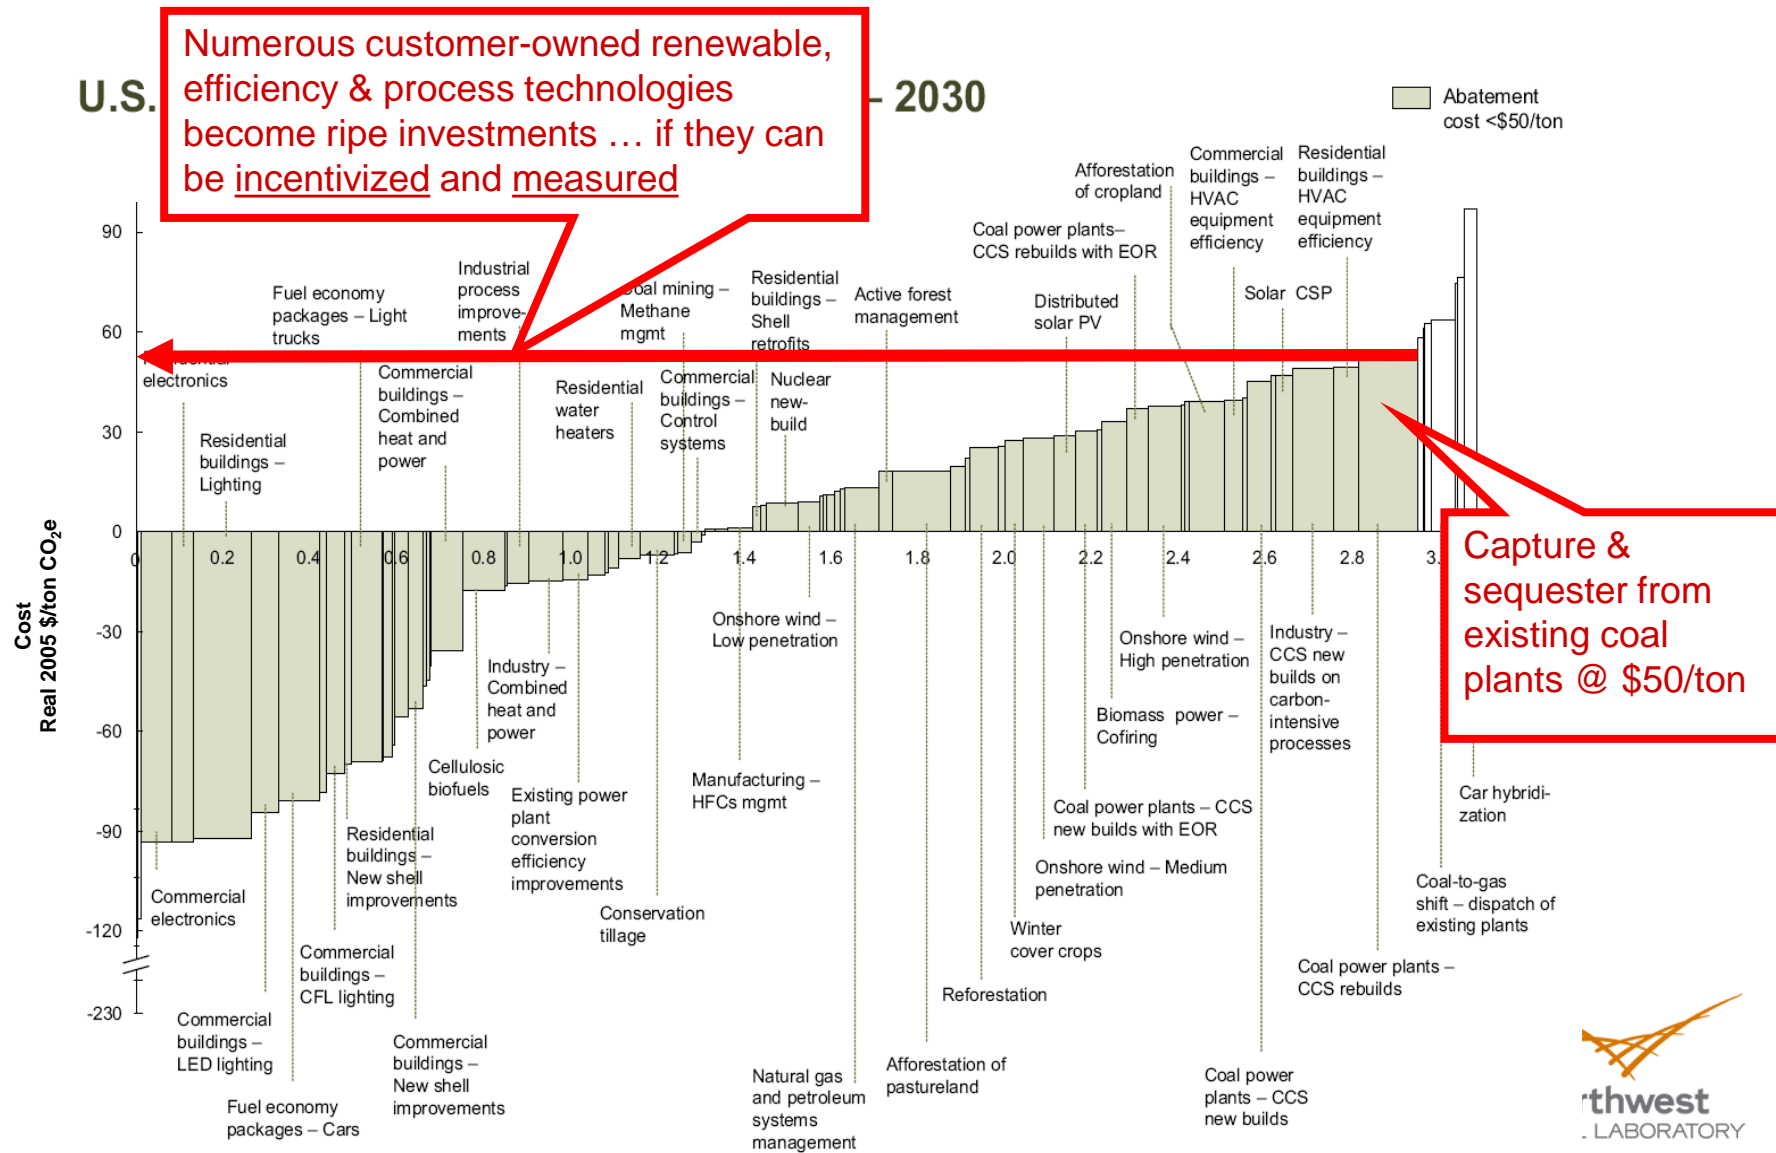 Numerous customer-owned renewable,
efficiency & process technologies
become ripe investments … if they can
be incentivized and measured
U.S.
– 2030
Abatement
cost <$50/ton
Cost
Real 2005 $/ton CO₂e
90
60
30
0
-30
-60
-90
-120
-230
0
0.2
0.4
0.6
0.8
1.0
1.2
1.4
1.6
1.8
2.0
2.2
2.4
2.6
2.8
electronics
Residential
buildings –
Lighting
Fuel economy
packages – Light
trucks
Commercial
buildings –
Combined
heat and
power
Industrial
process
improve-
ments
Residential
water
heaters
Coal mining –
Methane
mgmt
Commercial
buildings –
Control
systems
Residential
buildings –
Shell
retrofits
Nuclear
new-
build
Active forest
management
Distributed
solar PV
Coal power plants–
CCS rebuilds with EOR
Afforestation
of cropland
Commercial
buildings –
HVAC
equipment
efficiency
Solar CSP
Residential
buildings –
HVAC
equipment
efficiency
Commercial
electronics
Commercial
buildings –
LED lighting
Fuel economy
packages – Cars
Commercial
buildings –
CFL lighting
Residential
buildings –
New shell
improvements
Commercial
buildings –
New shell
improvements
Cellulosic
biofuels
Industry –
Combined
heat and
power
Existing power
plant
conversion
efficiency
improvements
Conservation
tillage
Manufacturing –
HFCs mgmt
Onshore wind –
Low penetration
Natural gas
and petroleum
systems
management
Afforestation of
pastureland
Reforestation
Winter
cover crops
Onshore wind – Medium
penetration
Coal power plants – CCS
new builds with EOR
Biomass power –
Cofiring
Onshore wind –
High penetration
Coal power
plants – CCS
new builds
Industry –
CCS new
builds on
carbon-
intensive
processes
Coal power plants –
CCS rebuilds
Coal-to-gas
shift – dispatch of
existing plants
Car hybridi-
zation
Capture &
sequester from
existing coal
plants @ $50/ton
thwest
LABORATORY